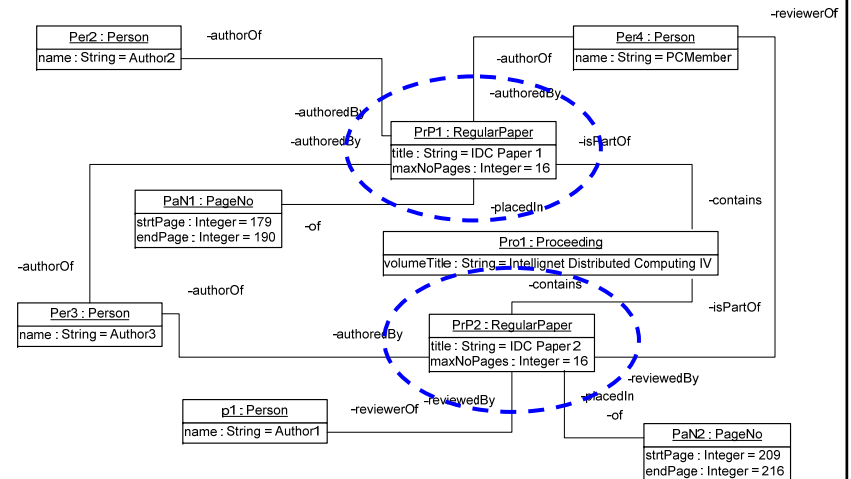 -reviewerOf
Per2 : Person
name : String = Author2
-authorOf
Per4 : Person
name : String = PCMember
-authorOf
-authoredBy
-authoredBy
-authoredBy
PrP1 : RegularPaper
title : String = IDC Paper 1
maxNoPages : Integer = 16
-isPartOf
PaN1 : PageNo
strtPage : Integer = 179
endPage : Integer = 190
-of
-placedIn
-contains
Pro1 : Proceeding
volumeTitle : String = Intellignet Distributed Computing IV
-authorOf
-contains
-authorOf
-isPartOf
Per3 : Person
name : String = Author3
-authoredBy
PrP2 : RegularPaper
title : String = IDC Paper 2
maxNoPages : Integer = 16
-reviewedBy
p1 : Person
name : String = Author1
-reviewerOf
-reviewedBy
-placedIn
-of
PaN2 : PageNo
strtPage : Integer = 209
endPage : Integer = 216